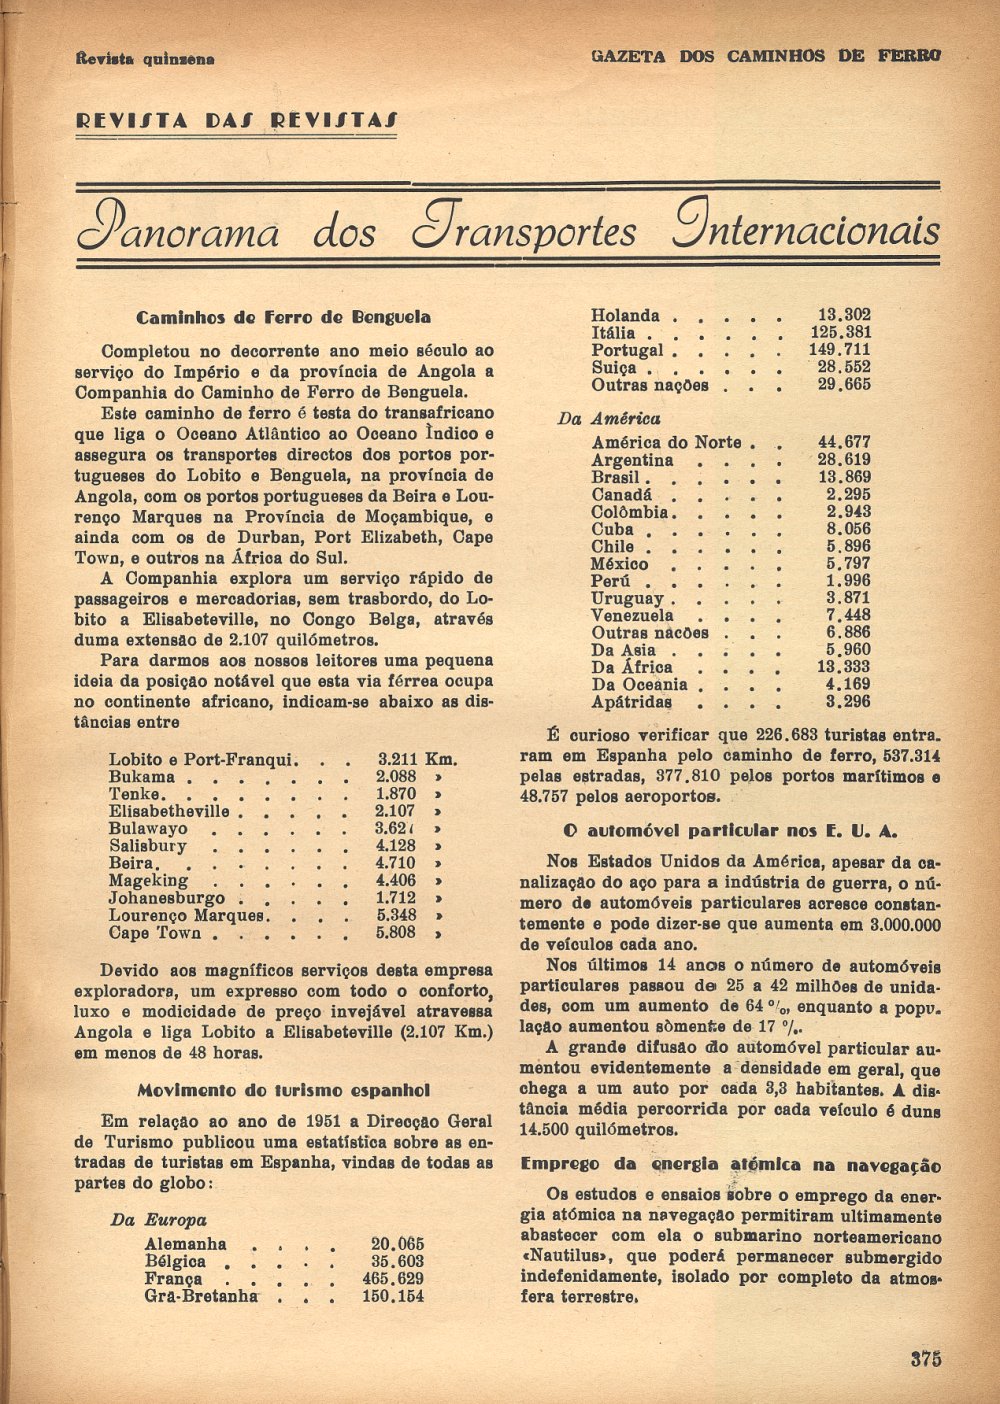 Revista quinzena
GAZETA DOS CAMINHOS DE FERRO
REVISTA DAS REVISTAS
Panorama dos Transportes Internacionais
Caminhos de Ferro de Benguela
Completou no decorrente ano meio século ao
serviço do Império e da província de Angola a
Companhia do Caminho de Ferro de Benguela.
Este caminho de ferro é testa do transafricano
que liga o Oceano Atlântico ao Oceano Índico e
assegura os transportes directos dos portos por-
tugueses do Lobito e Benguela, na província de
Angola, com os portos portugueses da Beira e Lou-
renço Marques na Província de Moçambique, e
ainda com os de Durban, Port Elizabeth, Cape
Town, e outros na África do Sul.
A Companhia explora um serviço rápido de
passageiros e mercadorias, sem trasbordo, do Lo-
bito a Elisabeteville, no Congo Belga, através
duma extensão de 2.107 quilómetros.
Para darmos aos nossos leitores uma pequena
ideia da posição notável que esta via férrea ocupa
no continente africano, indicam-se abaixo as dis-
tâncias entre
Lobito e Port-Franqui. . . 3.211 Km.
Bukama . . . . . . . 2.088 »
Tenke. . . . . . . . 1.870 »
Elisabetheville . . . . . 2.107 »
Bulawayo . . . . . . 3.627 »
Salisbury . . . . . . 4.128 »
Beira. . . . . . . . 4.710 »
Mageking . . . . . . 4.406 »
Johanesburgo . . . . . 1.712 »
Lourenço Marques. . . . 5.348 »
Cape Town . . . . . . 5.808 »
Devido aos magníficos serviços desta empresa
exploradora, um expresso com todo o conforto,
luxo e modicidade de preço invejável atravessa
Angola e liga Lobito a Elisabeteville (2.107 Km.)
em menos de 48 horas.
Movimento do turismo espanhol
Em relação ao ano de 1951 a Direcção Geral
de Turismo publicou uma estatística sobre as en-
tradas de turistas em Espanha, vindas de todas as
partes do globo:
Da Europa
Alemanha . . . . 20.065
Bélgica . . . . . 35.603
França . . . . . 465.629
Grã-Bretanha . . . 150.154
Holanda . . . . . 13.302
Itália . . . . . . 125.381
Portugal . . . . . 149.711
Suiça . . . . . . 28.552
Outras nações . . . 29.665
Da América
América do Norte . . 44.677
Argentina . . . . 28.619
Brasil . . . . . . 13.869
Canadá . . . . . 2.295
Colômbia. . . . . 2.943
Cuba . . . . . . 8.056
Chile . . . . . . 5.896
México . . . . . 5.797
Perú . . . . . . 1.996
Uruguay . . . . . 3.871
Venezuela . . . . 7.448
Outras nacões . . . 6.886
Da Asia . . . . . 5.960
Da África . . . . 13.333
Da Oceania . . . . 4.169
Apátridas . . . . 3.296
É curioso verificar que 226.683 turistas entra.
ram em Espanha pelo caminho de ferro, 537.314
pelas estradas, 377.810 pelos portos marítimos e
48.757 pelos aeroportos.
O automóvel particular nos E. U. A.
Nos Estados Unidos da América, apesar da ca-
nalização do aço para a indústria de guerra, o nú-
mero de automóveis particulares acresce constan-
temente e pode dizer-se que aumenta em 3.000.000
de veículos cada ano.
Nos últimos 14 anos o número de automóveis
particulares passou de 25 a 42 milhões de unida-
des, com um aumento de 64 %, enquanto a popu-
lação aumentou sòmente de 17 %.
A grande difusão do automóvel particular au-
mentou evidentemente a densidade em geral, que
chega a um auto por cada 3,3 habitantes. A dis-
tância média percorrida por cada veículo é duns
14.500 quilómetros.
Emprego da energia atómica na navegação
Os estudos e ensaios sobre o emprego da ener-
gia atómica na navegação permitiram ultimamente
abastecer com ela o submarino norteamericano
«Nautilus», que poderá permanecer submergido
indefenidamente, isolado por completo da atmos-
fera terrestre.
375